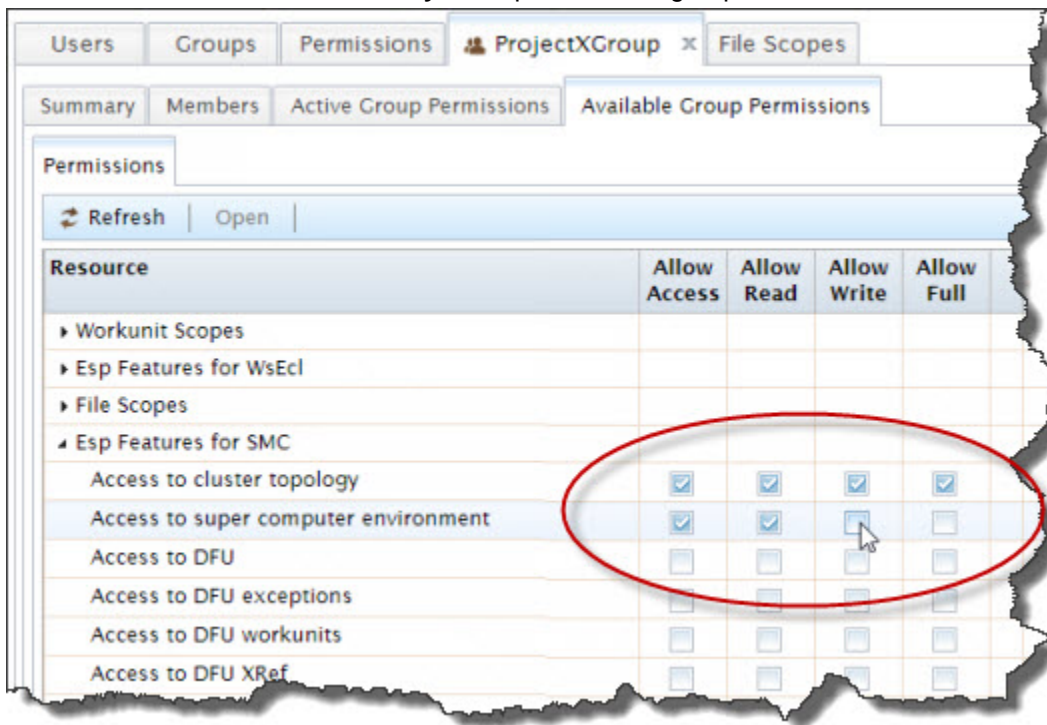 Users Groups Permissions ProjectXGroup x File Scopes
Summary Members Active Group Permissions Available Group Permissions
Permissions
Refresh Open
Resource Allow Access Allow Read Allow Write Allow Full
Workunit Scopes
Esp Features for WsEcl
File Scopes
Esp Features for SMC
Access to cluster topology
Access to super computer environment
Access to DFU
Access to DFU exceptions
Access to DFU workunits
Access to DFU XRef